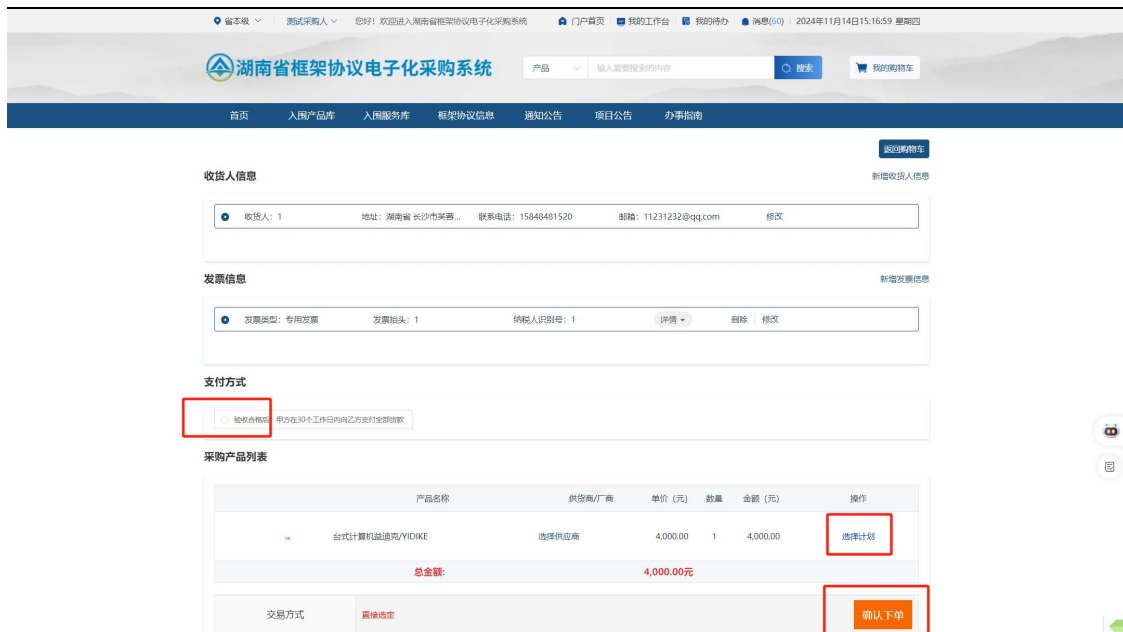 省本级 测试采购人 您好！欢迎进入湖南省框架协议电子化采购系统 门户首页 我的工作台 我的待办 消息(60) 2024年11月14日15:16:59 星期四
湖南省框架协议电子化采购系统 产品 输入需要搜索的内容 搜索 我的购物车
首页 入围产品库 入围服务库 框架协议信息 通知公告 项目公告 办事指南
返回购物车
收货人信息 新增收货人信息
收货人：1 地址：湖南省 长沙市芙蓉... 联系电话：15848481520 邮箱：11231232@qq.com 修改
发票信息 新增发票信息
发票类型：专用发票 发票抬头：1 纳税人识别号：1 详情 删除 修改
支付方式
验收合格后，甲方在30个工作日内向乙方支付全部货款
采购产品列表
产品名称 供货商/厂商 单价（元） 数量 金额（元） 操作
台式计算机益迪克/YIDIKE 选择供应商 4,000.00 1 4,000.00 选择计划
总金额: 4,000.00元
交易方式 直接选定 确认下单